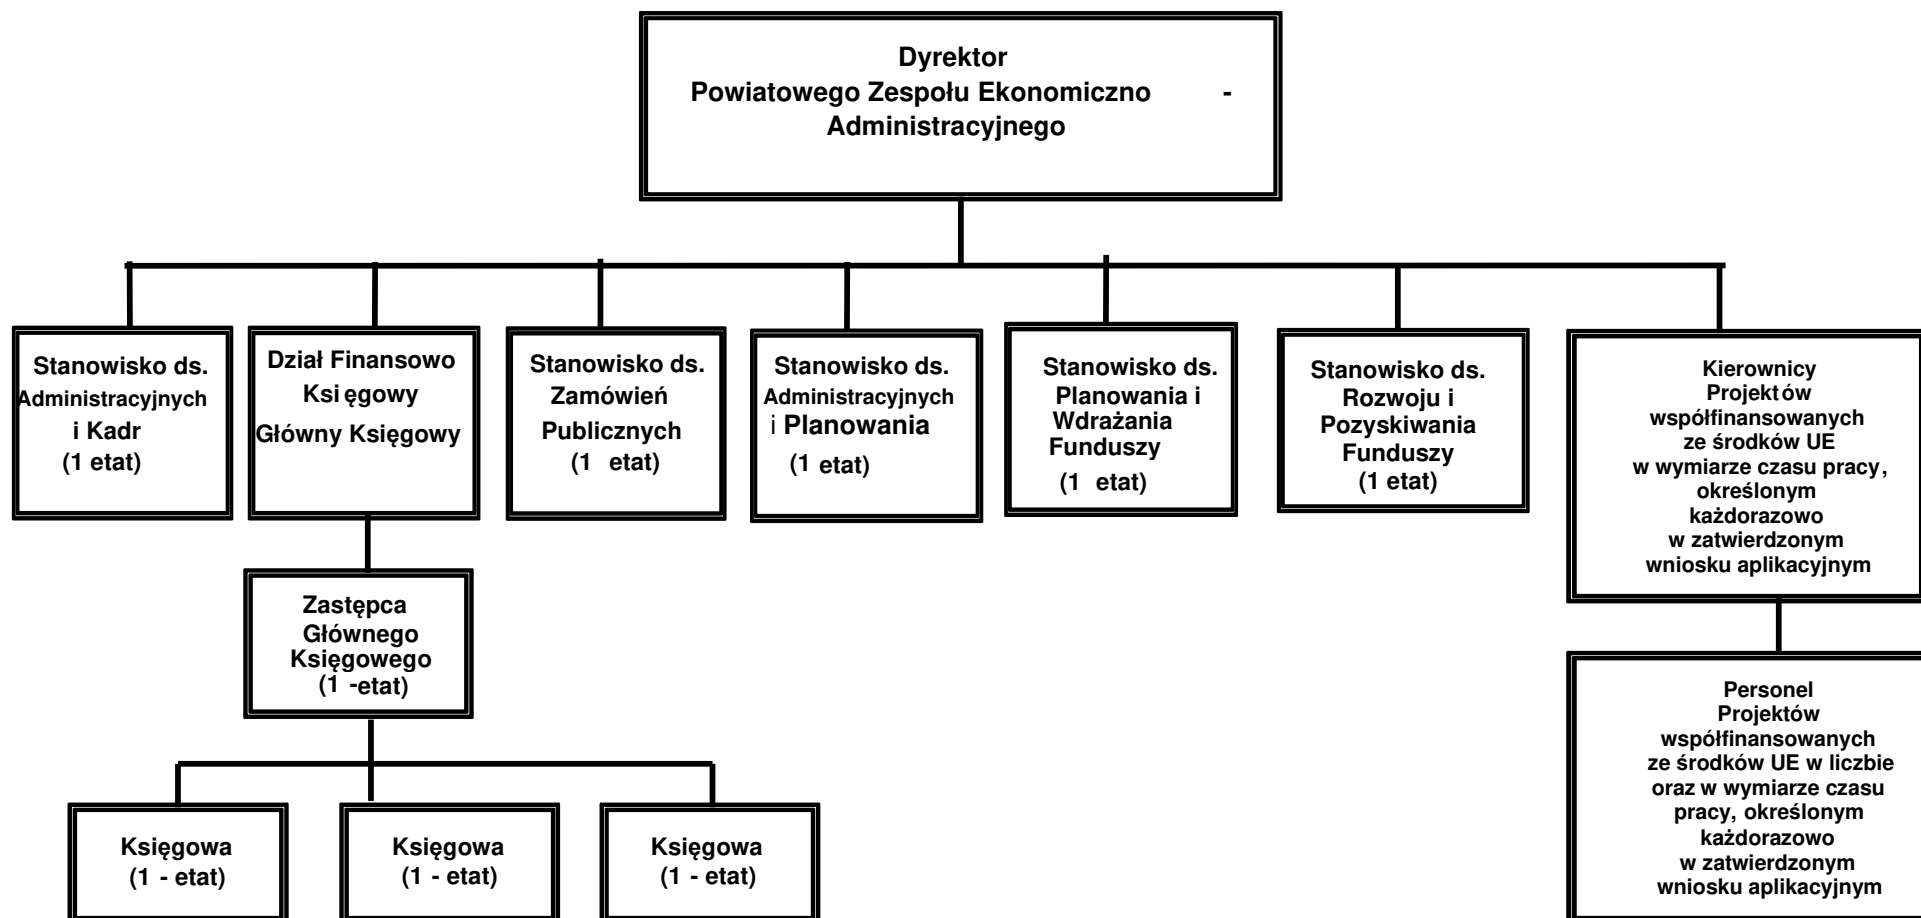 Dyrektor
Powiatowego Zespołu Ekonomiczno -
Administracyjnego
Stanowisko ds.
Administracyjnych
i Kadr
(1 etat)
Dział Finansowo
Księgowy
Główny Księgowy
Stanowisko ds.
Zamówień
Publicznych
(1 etat)
Stanowisko ds.
Administracyjnych
i Planowania
(1 etat)
Stanowisko ds.
Planowania i
Wdrażania
Funduszy
(1 etat)
Stanowisko ds.
Rozwoju i
Pozyskiwania
Funduszy
(1 etat)
Kierownicy
Projektów
współfinansowanych
ze środków UE
w wymiarze czasu pracy,
określonym
każdorazowo
w zatwierdzonym
wniosku aplikacyjnym
Zastępca
Głównego
Księgowego
(1 -etat)
Personel
Projektów
współfinansowanych
ze środków UE w liczbie
oraz w wymiarze czasu
pracy, określonym
każdorazowo
w zatwierdzonym
wniosku aplikacyjnym
Księgowa
(1 - etat)
Księgowa
(1 - etat)
Księgowa
(1 - etat)